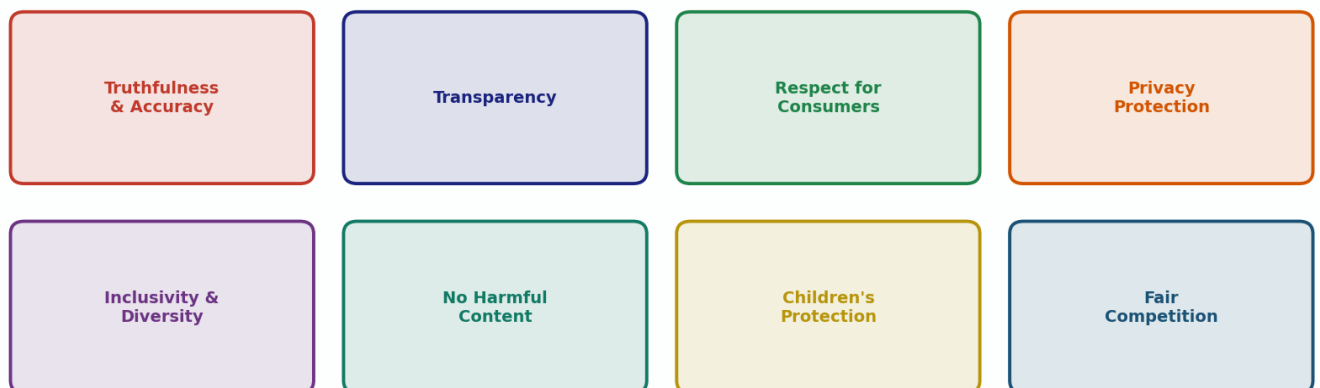 Truthfulness
& Accuracy
Transparency
Respect for
Consumers
Privacy
Protection
Inclusivity &
Diversity
No Harmful
Content
Children's
Protection
Fair
Competition